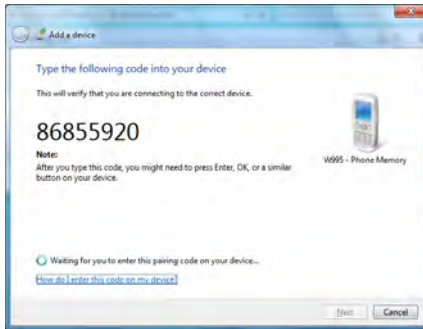 Add a device
Type the following code into your device
This will verify that you are connecting to the correct device.
86855920
Note:
After you type this code, you might need to press Enter, OK, or a similar
button on your device.
W995 - Phone Memory
Waiting for you to enter this pairing code on your device...
How do I enter this code on my device?
Next
Cancel